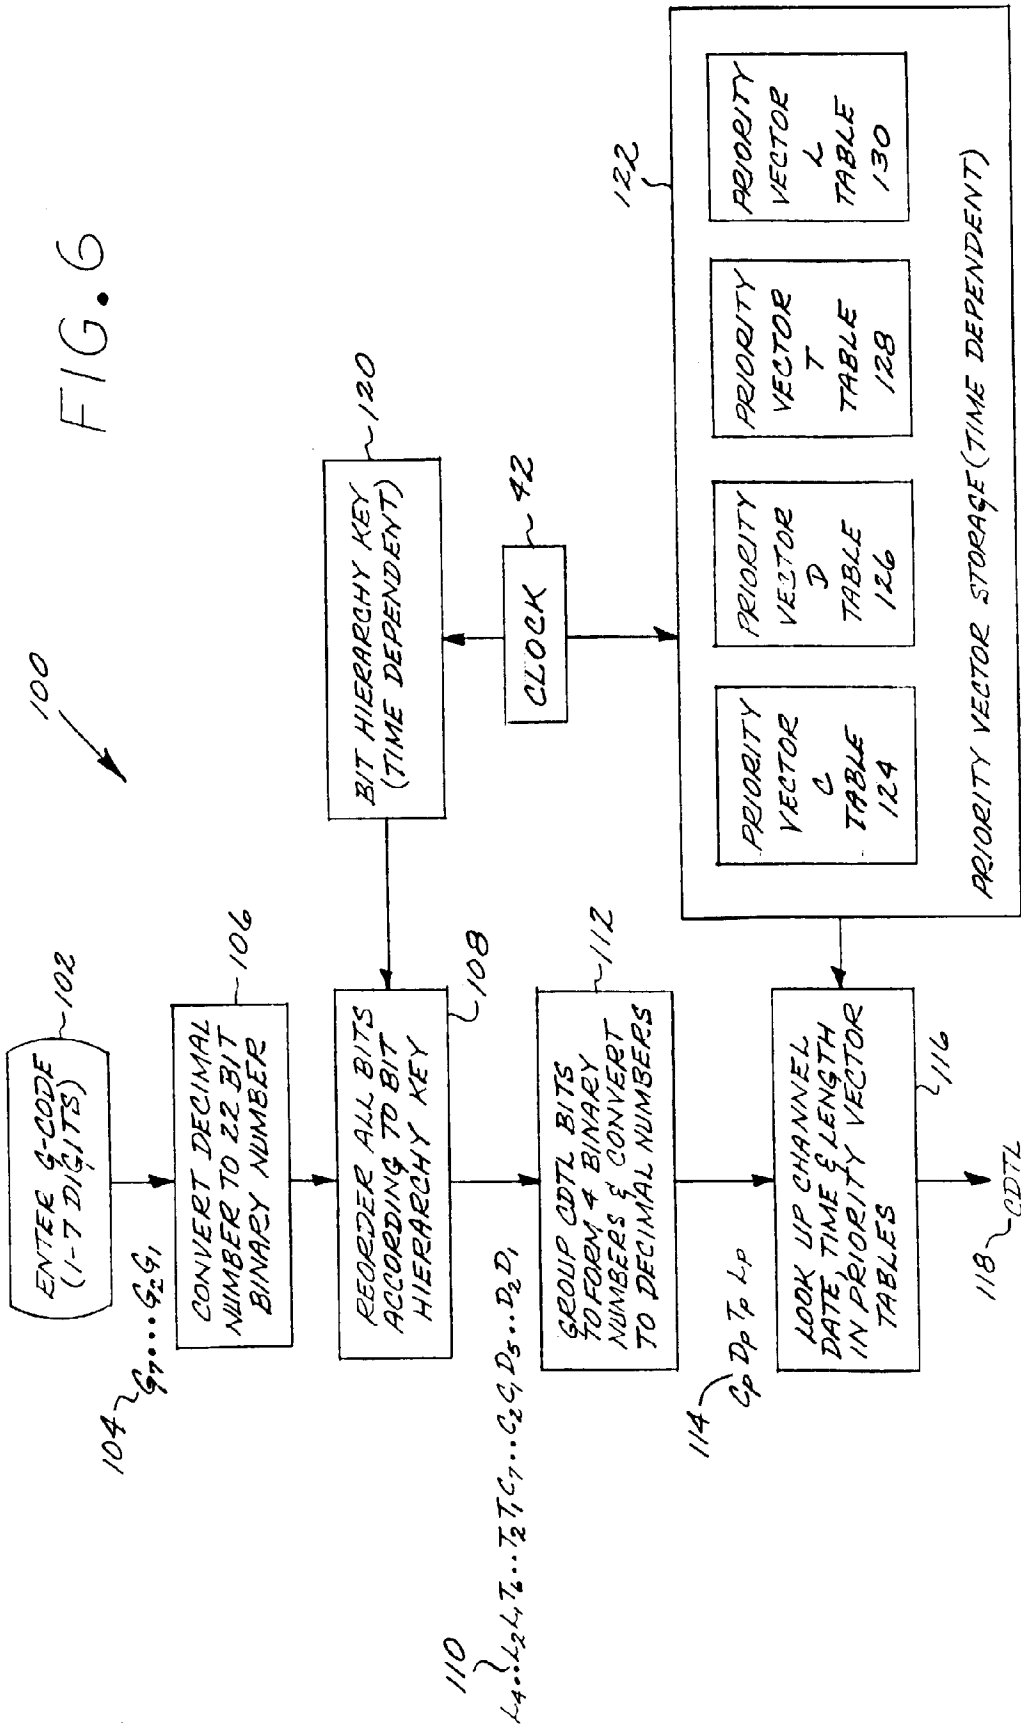 FIG. 6
100
ENTER G-CODE
(1-7 DIGITS)
102
104
G7....G2G1
CONVERT DECIMAL
NUMBER TO 22 BIT
BINARY NUMBER
106
REORDER ALL BITS
ACCORDING TO BIT
HIERARCHY KEY
108
BIT HIERARCHY KEY
(TIME DEPENDENT)
120
CLOCK
42
110
L4..L2L1T6..T2T1C7..C2C1D5..D2D1
GROUP CDTL BITS
TO FORM 4 BINARY
NUMBERS & CONVERT
TO DECIMAL NUMBERS
112
114
Cp Dp Tp Lp
LOOK UP CHANNEL
DATE, TIME & LENGTH
IN PRIORITY VECTOR
TABLES
116
118
CDTL
122
PRIORITY
VECTOR
C
TABLE
124
PRIORITY
VECTOR
D
TABLE
126
PRIORITY
VECTOR
T
TABLE
128
PRIORITY
VECTOR
L
TABLE
130
PRIORITY VECTOR STORAGE (TIME DEPENDENT)